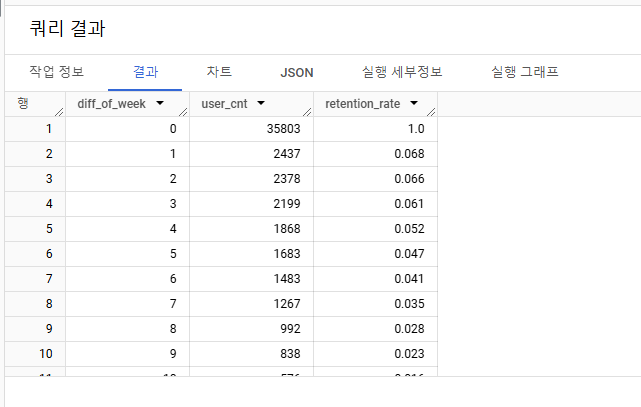 쿼리 결과
작업 정보 결과 차트 JSON 실행 세부정보 실행 그래프
행 diff_of_week user_cnt retention_rate
1 0 35803 1.0
2 1 2437 0.068
3 2 2378 0.066
4 3 2199 0.061
5 4 1868 0.052
6 5 1683 0.047
7 6 1483 0.041
8 7 1267 0.035
9 8 992 0.028
10 9 838 0.023